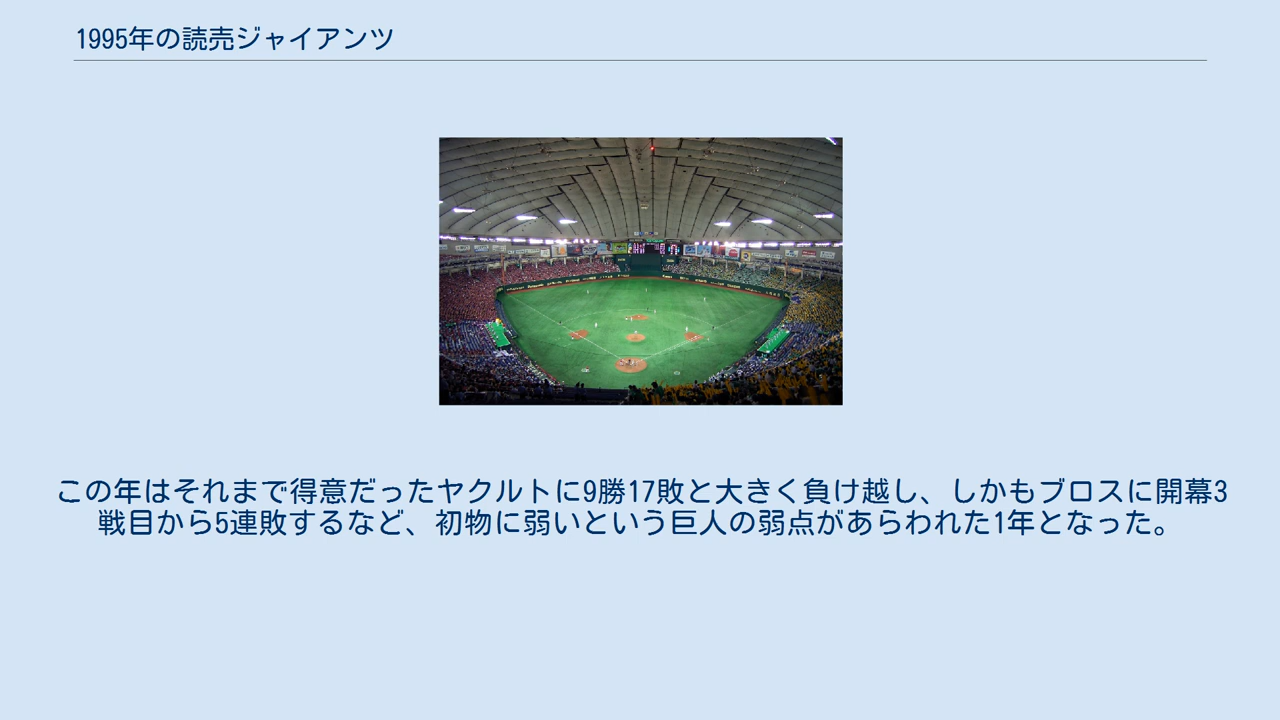 1995年の読売ジャイアンツ
この年はそれまで得意だったヤクルトに9勝17敗と大きく負け越し、しかもブロスに開幕3
戦目から5連敗するなど、初物に弱いという巨人の弱点があらわれた1年となった。